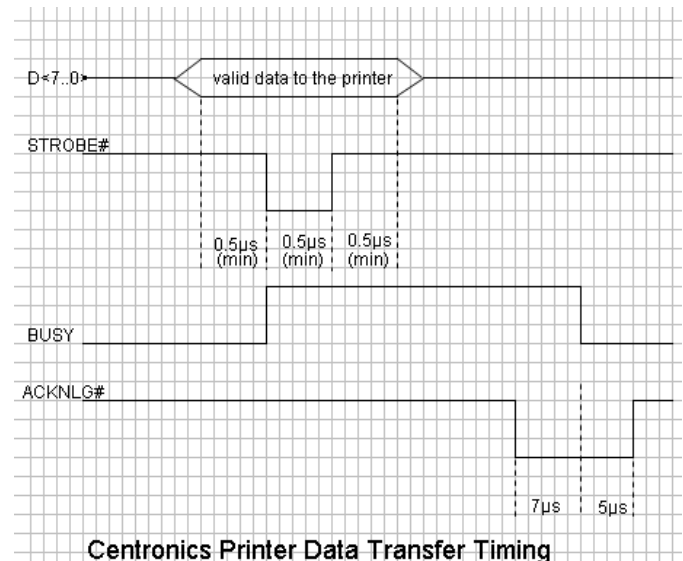 D<7..0>
valid data to the printer
STROBE#
0.5µs 0.5µs 0.5µs
(min) (min) (min)
BUSY
ACKNLG#
7µs 5µs
Centronics Printer Data Transfer Timing